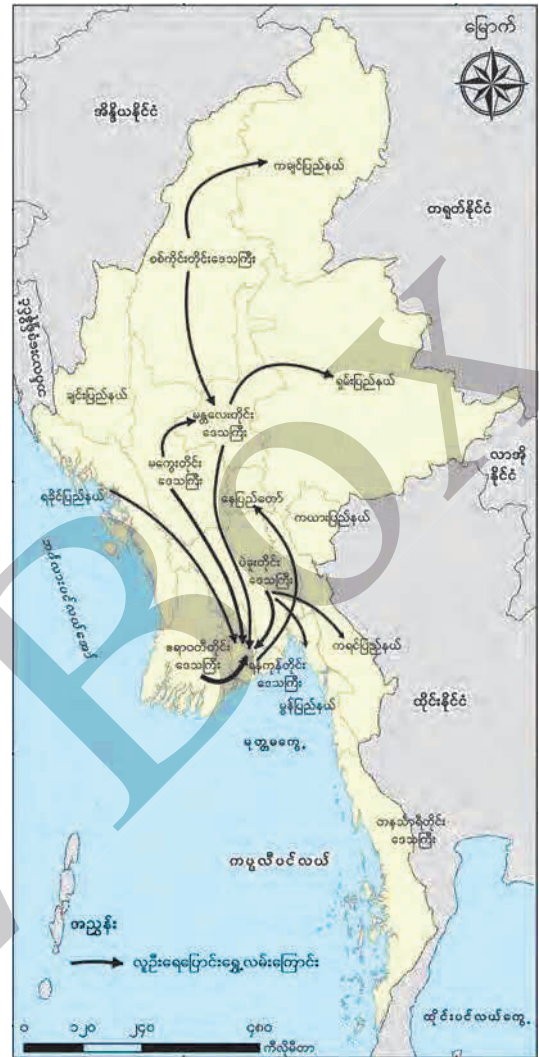 မြောက်
အိန္ဒိယနိုင်ငံ
ကချင်ပြည်နယ်
တရုတ်နိုင်ငံ
စစ်ကိုင်းတိုင်းဒေသကြီး
ဘင်္ဂလားဒေ့ရှ်နိုင်ငံ
ချင်းပြည်နယ်
ရှမ်းပြည်နယ်
မန္တလေးတိုင်း
ဒေသကြီး
လာအို
နိုင်ငံ
မကွေးတိုင်း
ဒေသကြီး
ရခိုင်ပြည်နယ်
နေပြည်တော်
ကယားပြည်နယ်
ဘင်္ဂလားပင်လယ်အော်
ပဲခူးတိုင်း
ဒေသကြီး
ဧရာဝတီတိုင်း
ဒေသကြီး
ရန်ကုန်တိုင်း
ဒေသကြီး
ကရင်ပြည်နယ်
မွန်ပြည်နယ်
ထိုင်းနိုင်ငံ
မုတ္တမကွေ့
တနင်္သာရီတိုင်း
ဒေသကြီး
ကပ္ပလီပင်လယ်
အညွှန်း
လူဦးရေပြောင်းရွှေ့လမ်းကြောင်း
ထိုင်းပင်လယ်ကွေ့
၀ ၁၂၀ ၂၄၀ ၄၈၀
ကီလိုမီတာ